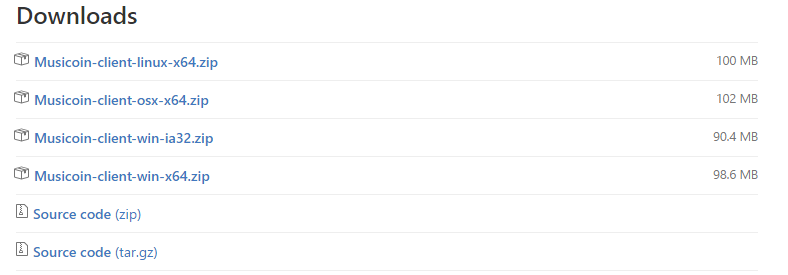 Downloads
Musicoin-client-linux-x64.zip 100 MB
Musicoin-client-osx-x64.zip 102 MB
Musicoin-client-win-ia32.zip 90.4 MB
Musicoin-client-win-x64.zip 98.6 MB
Source code (zip)
Source code (tar.gz)